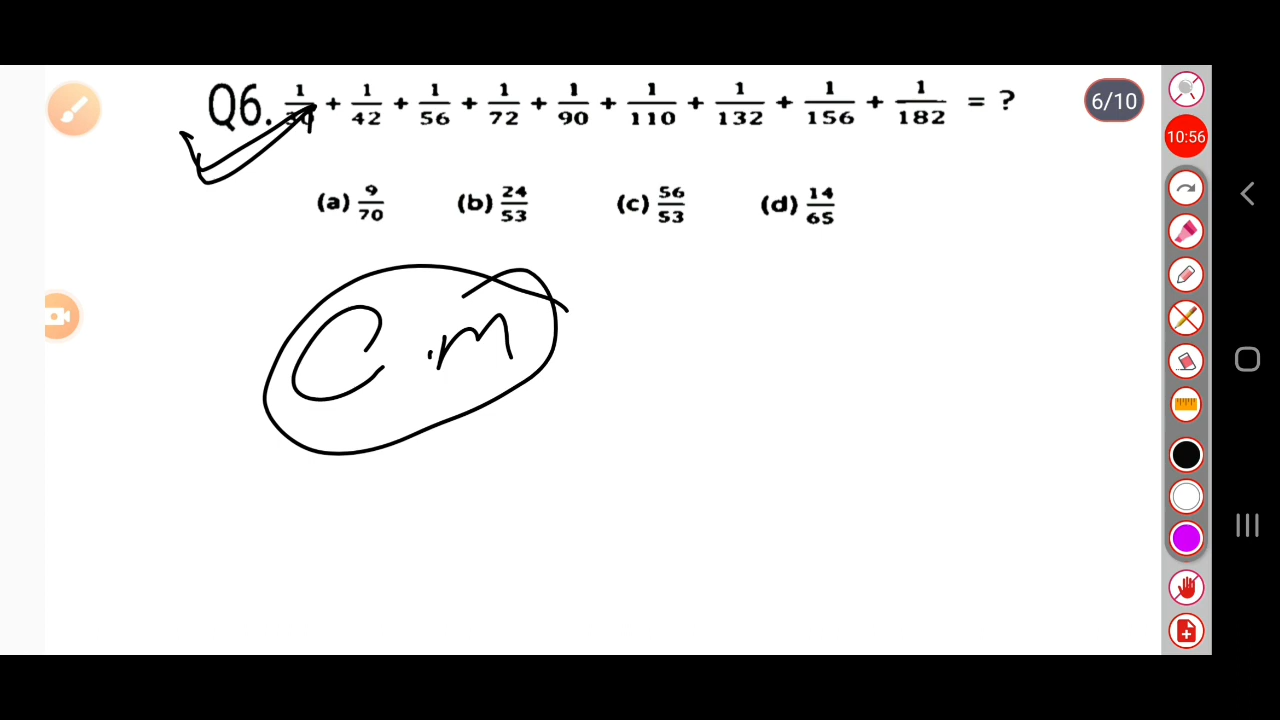 Q6. 1/30 + 1/42 + 1/56 + 1/72 + 1/90 + 1/110 + 1/132 + 1/156 + 1/182 = ?
6/10
10:56
(a) 9/70 (b) 24/53 (c) 56/53 (d) 14/65
C.m